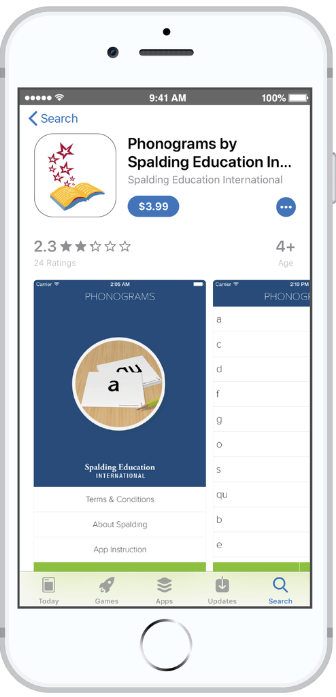 9:41 AM 100%
Search
Phonograms by
Spalding Education In...
Spalding Education International
$3.99
2.3
4+
24 Ratings
Age
Carrier 2:05 AM
PHONOGRAMS
qu
a
Spalding Education
INTERNATIONAL
Terms & Conditions
About Spalding
App Instruction
Carrier 2:10 PM
PHONOG
a
c
d
f
g
o
s
qu
b
e
Today Games Apps Updates Search